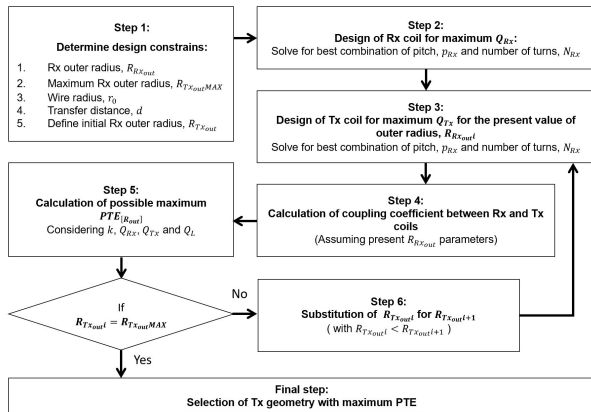 Step 1:
Determine design constrains:
1. Rx outer radius, R_{Rx_{out}}
2. Maximum Rx outer radius, R_{Tx_{out}MAX}
3. Wire radius, r_0
4. Transfer distance, d
5. Define initial Rx outer radius, R_{Tx_{out}}
Step 2:
Design of Rx coil for maximum Q_{Rx}:
Solve for best combination of pitch, p_{Rx} and number of turns, N_{Rx}
Step 3:
Design of Tx coil for maximum Q_{Tx} for the present value of
outer radius, R_{Rx_{out}i}
Solve for best combination of pitch, p_{Rx} and number of turns, N_{Rx}
Step 4:
Calculation of coupling coefficient between Rx and Tx
coils
(Assuming present R_{Rx_{out}} parameters)
Step 5:
Calculation of possible maximum
PTE_{[R_{out}]}
Considering k, Q_{Rx}, Q_{Tx} and Q_L
If
R_{Tx_{out}i} = R_{Tx_{out}MAX}
No
Yes
Step 6:
Substitution of R_{Tx_{out}i} for R_{Tx_{out}i+1}
( with R_{Tx_{out}i} < R_{Tx_{out}i+1} )
Final step:
Selection of Tx geometry with maximum PTE